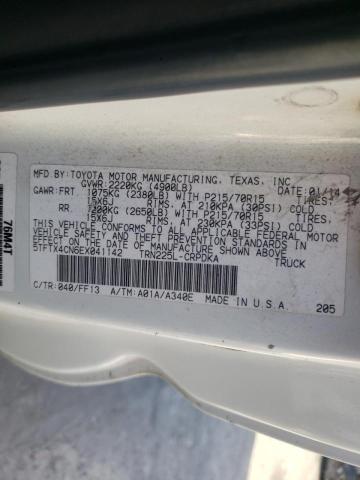 MFD. BY:TOYOTA MOTOR MANUFACTURING, TEXAS, INC.
GVWR:2220KG (4900LB) DATE: 01/14
GAWR:FRT. 1075KG (2380LB) WITH P215/70R15 TIRES,
15X6J RIMS, AT 210KPA (30PSI) COLD
RR. 1200KG (2650LB) WITH P215/70R15 TIRES,
15X6J RIMS, AT 230KPA (33PSI) COLD
THIS VEHICLE CONFORMS TO ALL APPLICABLE FEDERAL MOTOR
VEHICLE SAFETY, BUMPER, AND THEFT
PREVENTION STANDARDS IN EFFECT ON THE DATE OF
MANUFACTURE SHOWN ABOVE.
5TFTX4CN6EX041142 TRN225L-CRPDKA TRUCK
C/TR:040/FF13 A/TM:A01A/A340E MADE IN U.S.A. 205
76M4T